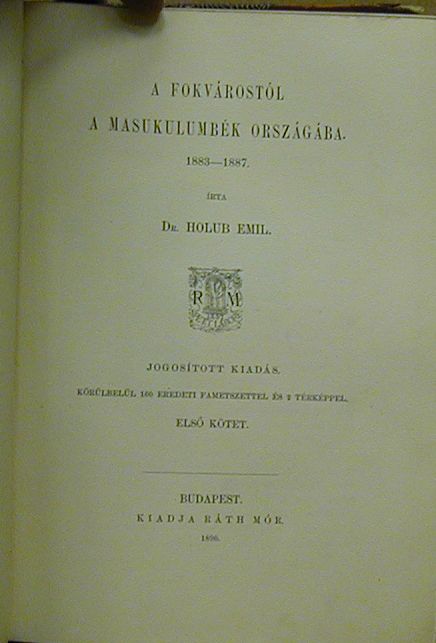 A FOKVÁROSTÓL
A MASUKULUMBÉK ORSZÁGÁBA.
1883—1887.
ÍRTA
DR. HOLUB EMIL.
R M
JOGOSÍTOTT KIADÁS.
KÖRÜLBELÜL 160 EREDETI FAMETSZETTEL ÉS 2 TÉRKÉPPEL.
ELSŐ KÖTET.
BUDAPEST.
KIADJA RÁTH MÓR.
1890.